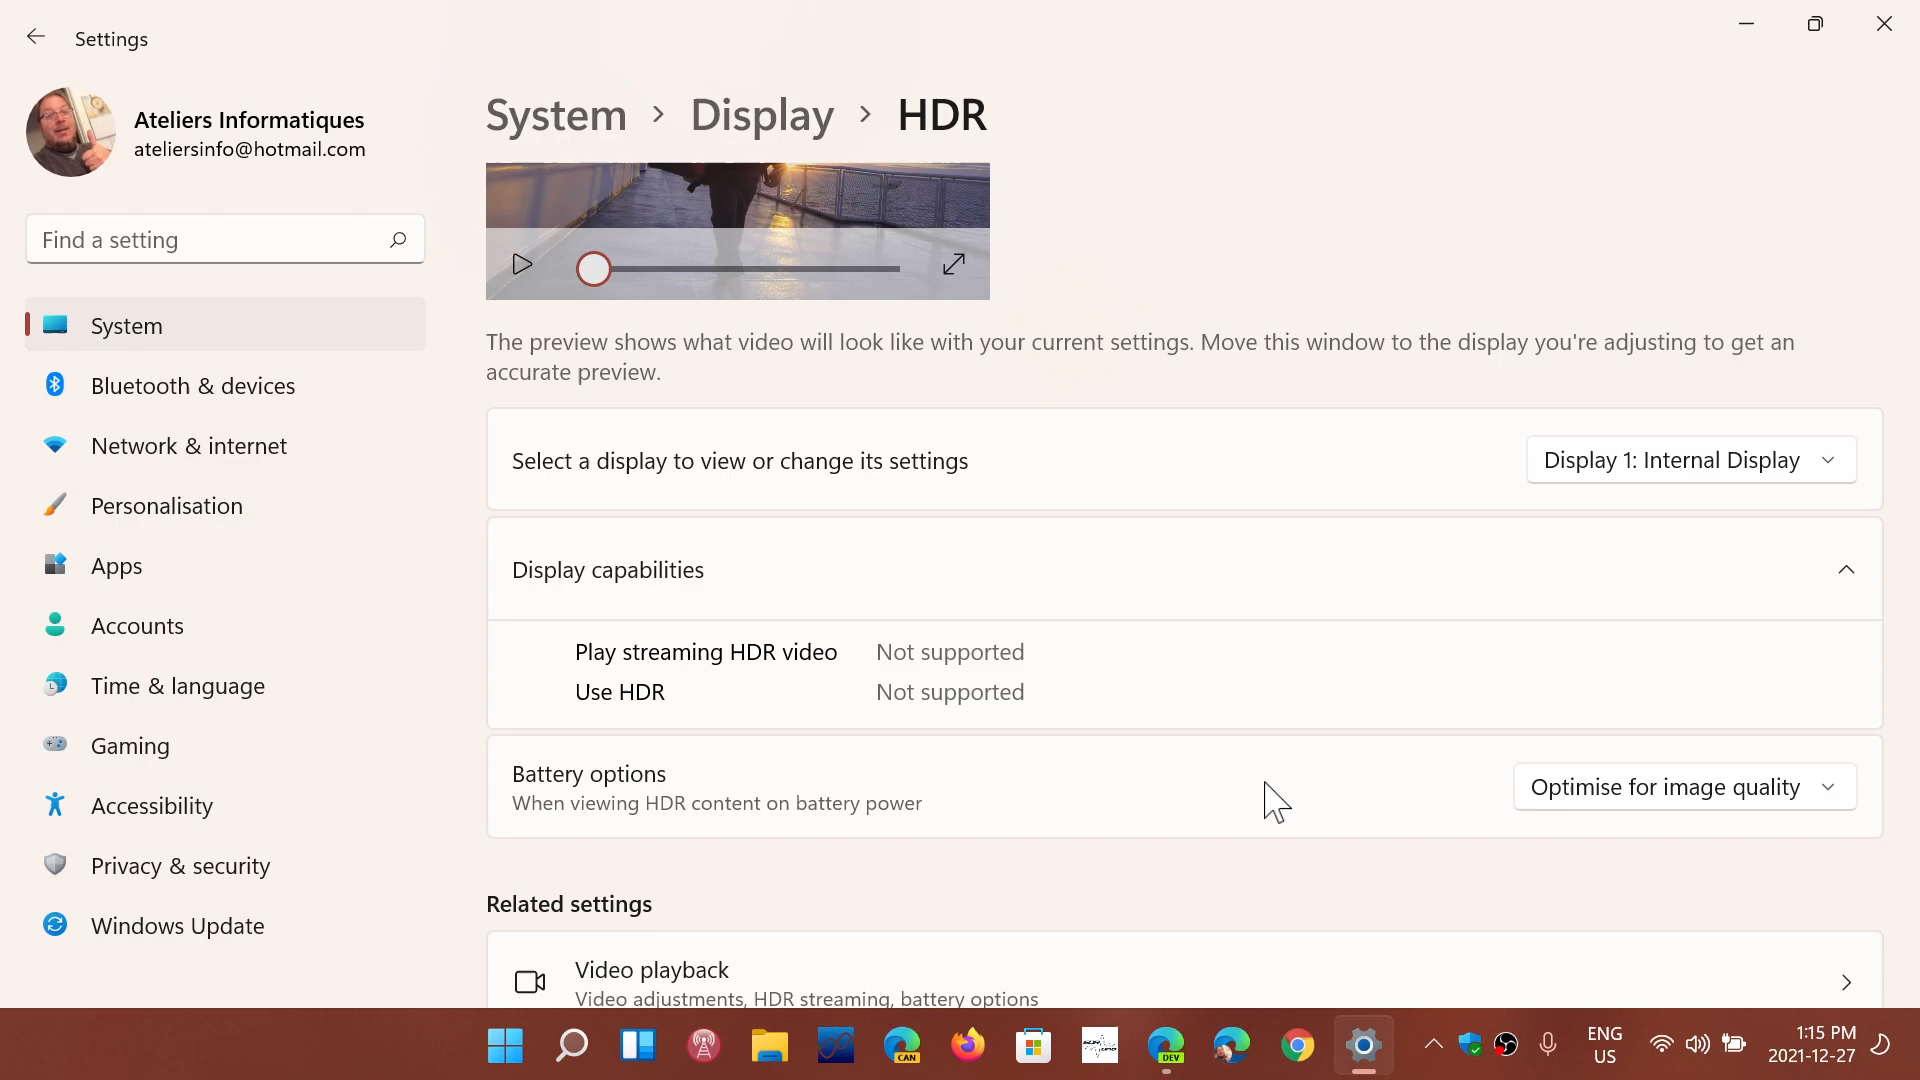 Settings
Ateliers Informatiques
ateliersinfo@hotmail.com
Find a setting
System
Bluetooth & devices
Network & internet
Personalisation
Apps
Accounts
Time & language
Gaming
Accessibility
Privacy & security
Windows Update
System > Display > HDR
The preview shows what video will look like with your current settings. Move this window to the display you're adjusting to get an
accurate preview.
Select a display to view or change its settings
Display 1: Internal Display
Display capabilities
Play streaming HDR video Not supported
Use HDR Not supported
Battery options
When viewing HDR content on battery power
Optimise for image quality
Related settings
Video playback
Video adjustments, HDR streaming, battery options
CAN
DEV
ENG
US
1:15 PM
2021-12-27